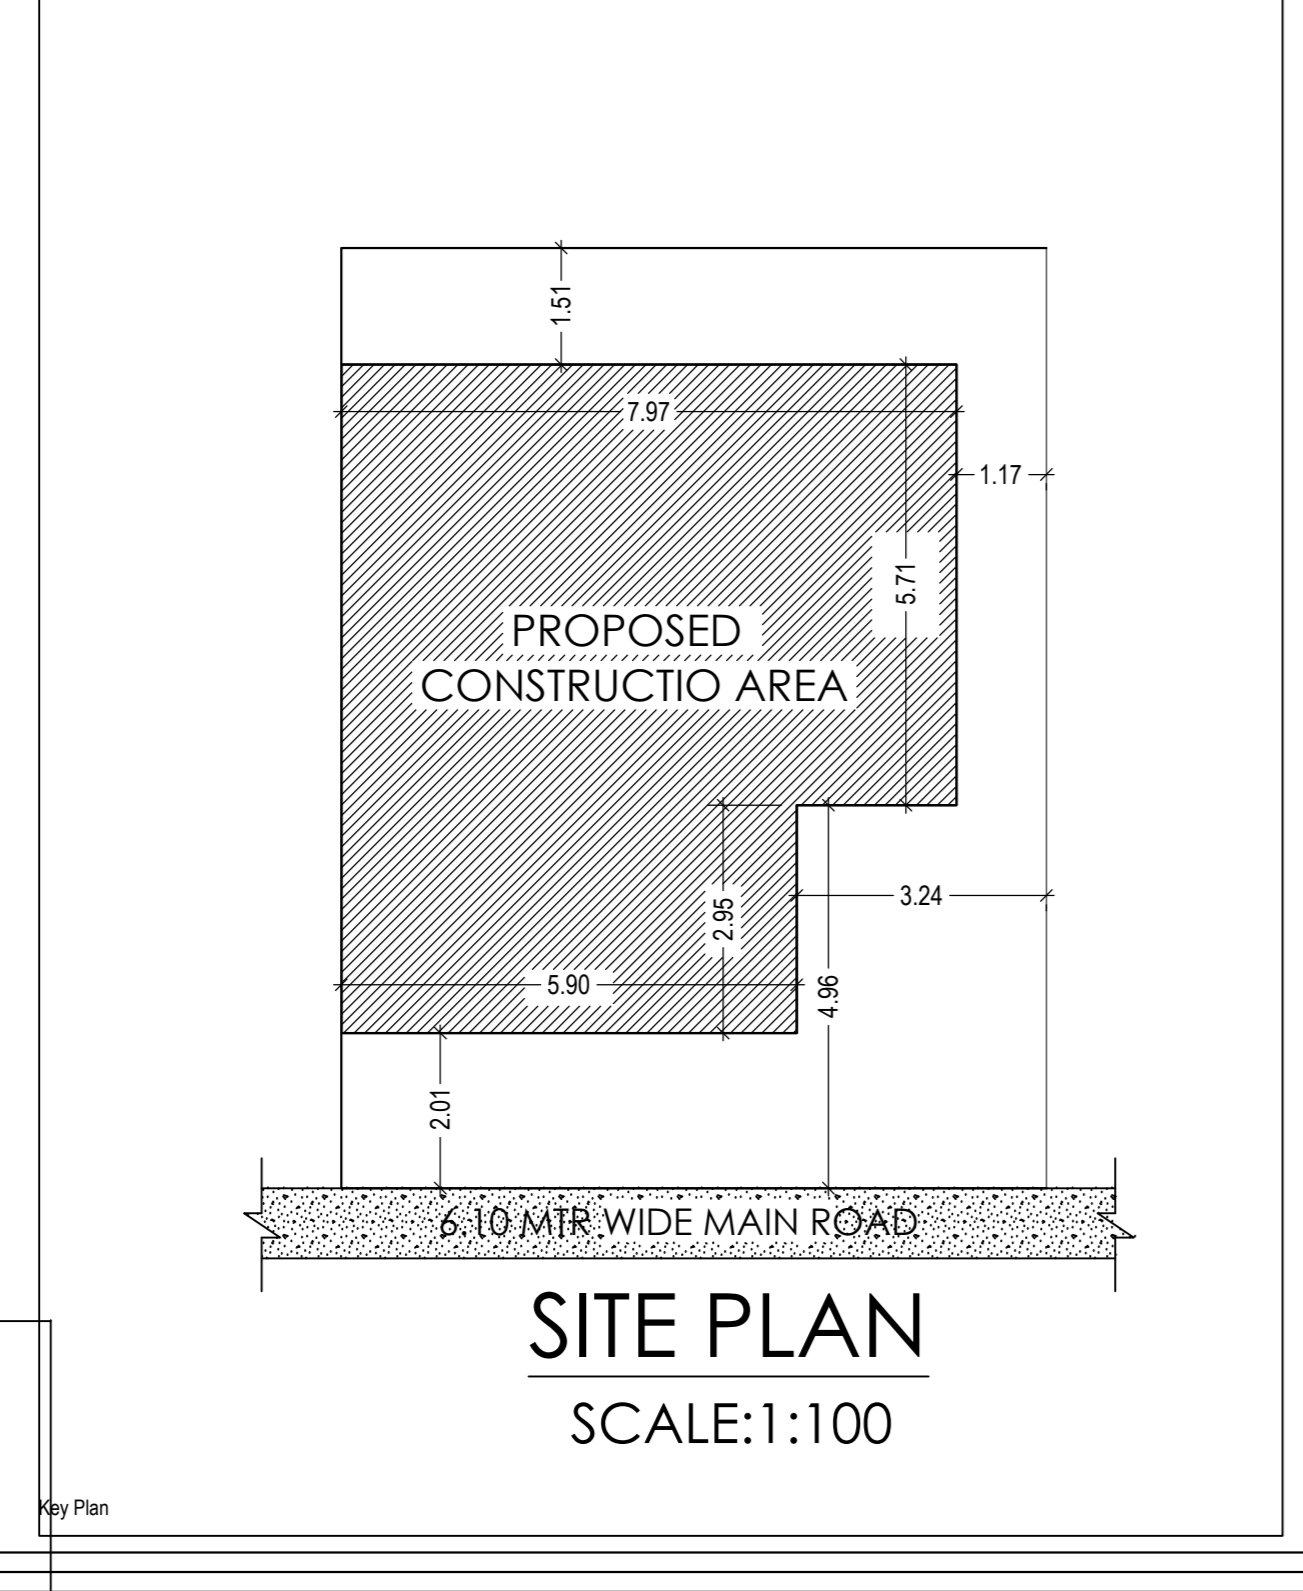 1.51
7.97
1.17
5.71
PROPOSED
CONSTRUCTIO AREA
2.95
3.24
5.90
4.96
2.01
6.10 MTR WIDE MAIN ROAD
SITE PLAN
SCALE:1:100
Key Plan